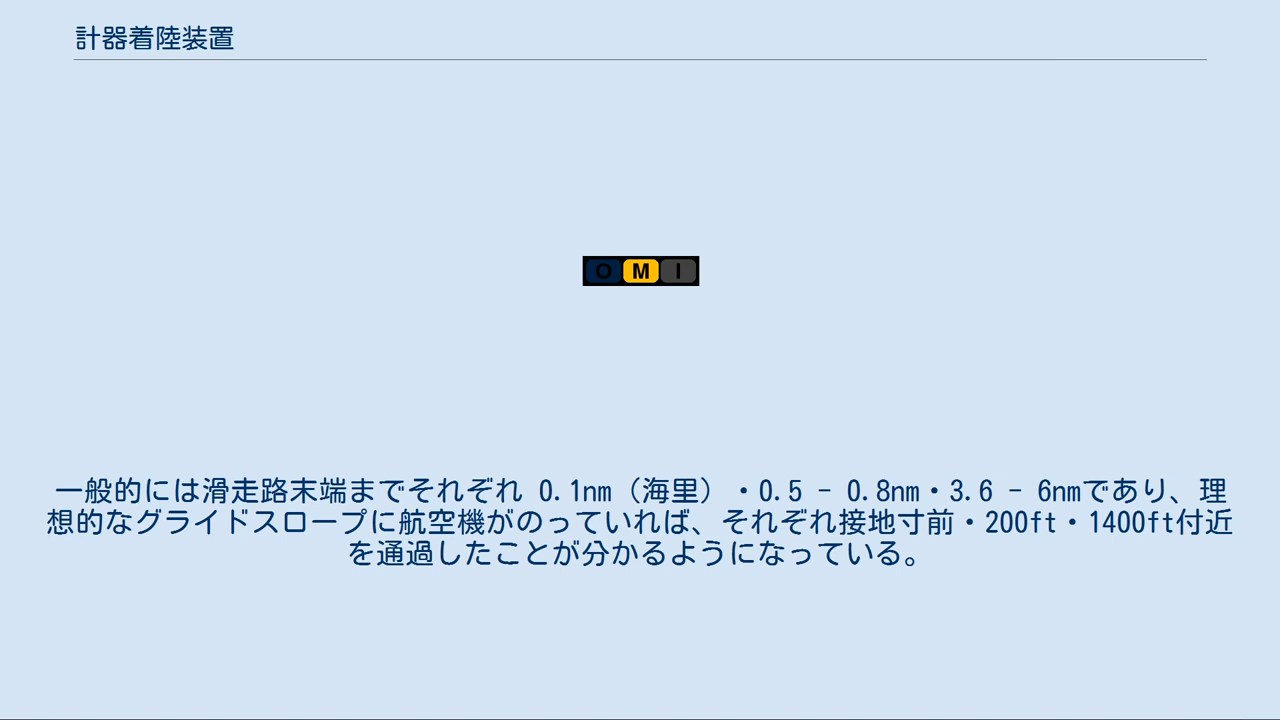 計器着陸装置
O M I
一般的には滑走路末端までそれぞれ 0.1nm（海里）・0.5 - 0.8nm・3.6 - 6nmであり、理
想的なグライドスロープに航空機がのっていれば、それぞれ接地寸前・200ft・1400ft付近
を通過したことが分かるようになっている。